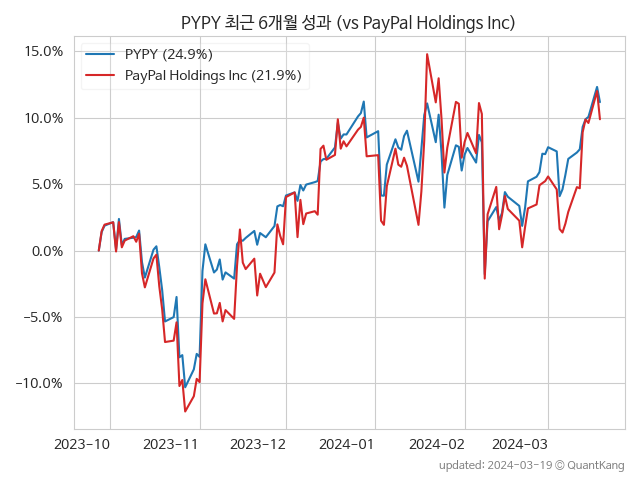 PYPY 최근 6개월 성과 (vs PayPal Holdings Inc)
PYPY (24.9%)
PayPal Holdings Inc (21.9%)
15.0%
10.0%
5.0%
0.0%
−5.0%
−10.0%
2023-10 2023-11 2023-12 2024-01 2024-02 2024-03
updated: 2024-03-19 © QuantKang